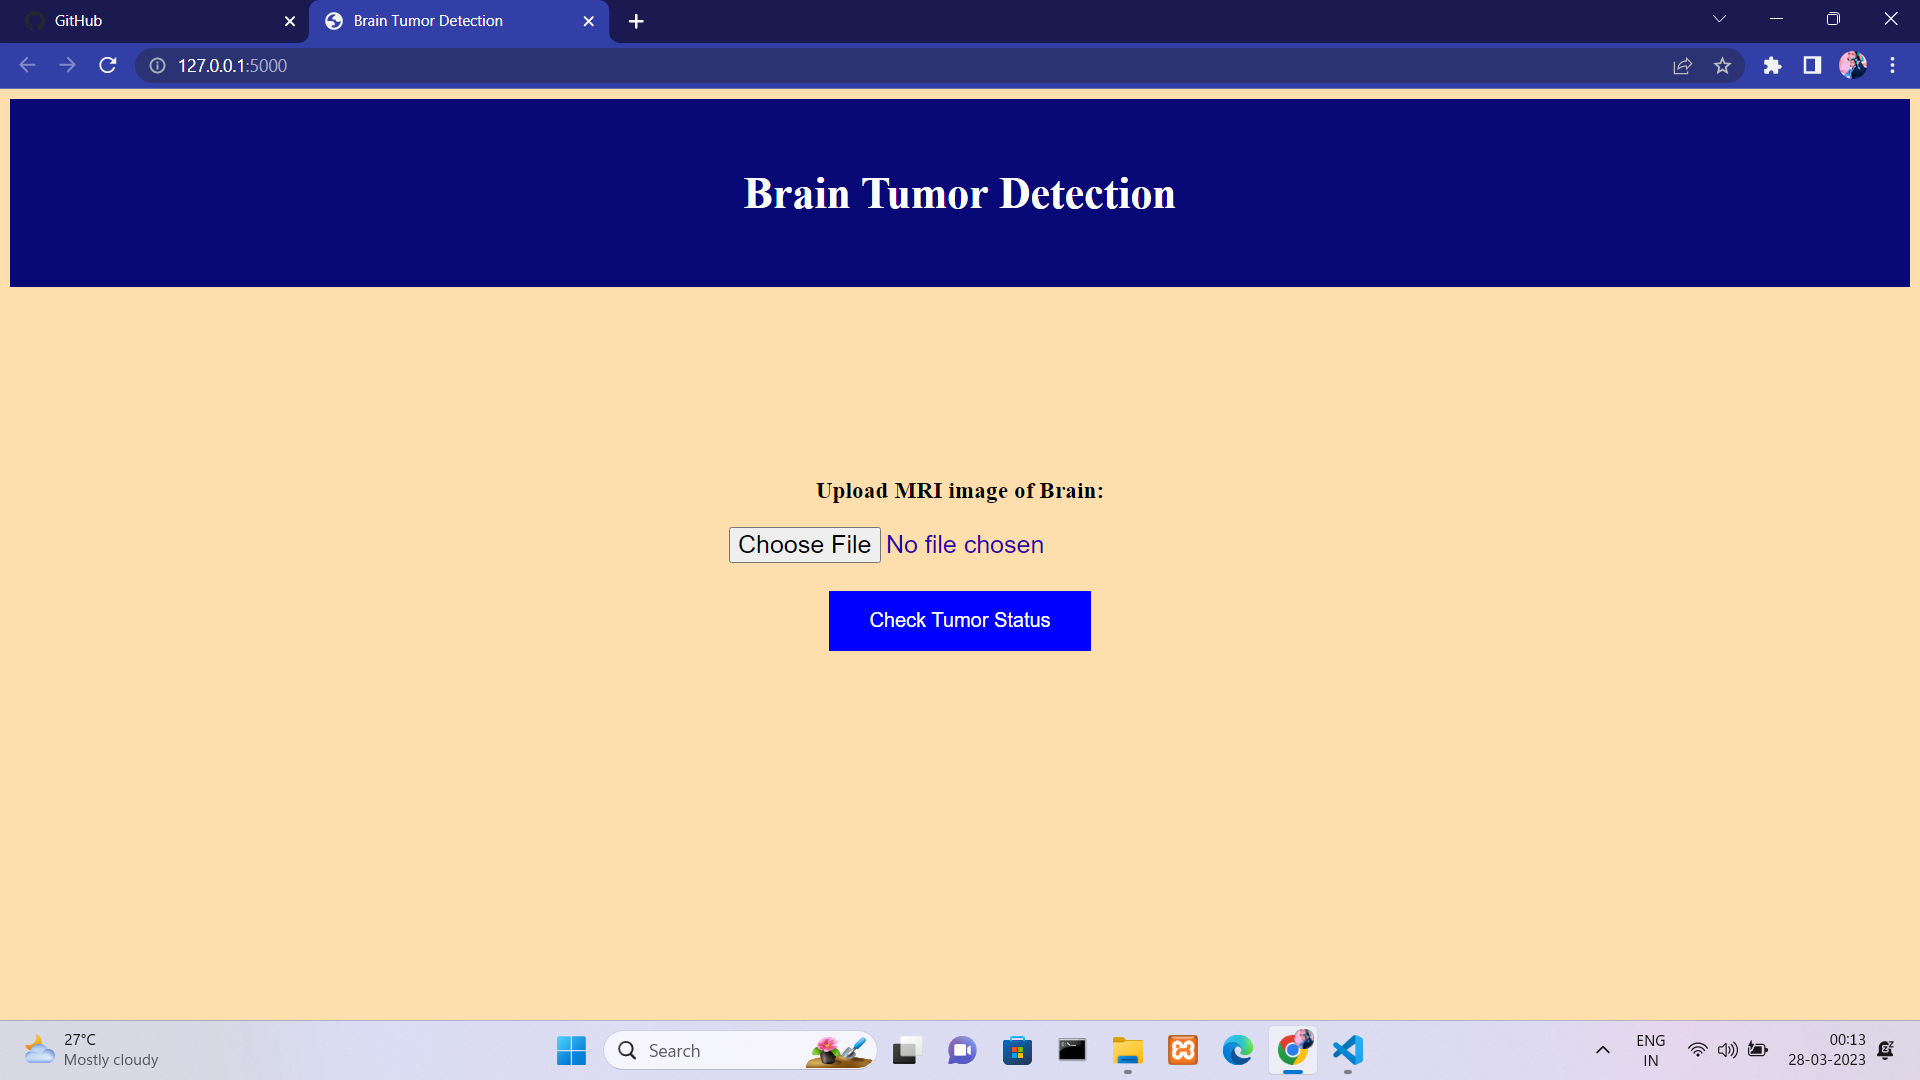 GitHub
Brain Tumor Detection
127.0.0.1:5000
Brain Tumor Detection
Upload MRI image of Brain:
Choose File No file chosen
Check Tumor Status
27°C
Mostly cloudy
Search
ENG
IN
00:13
28-03-2023